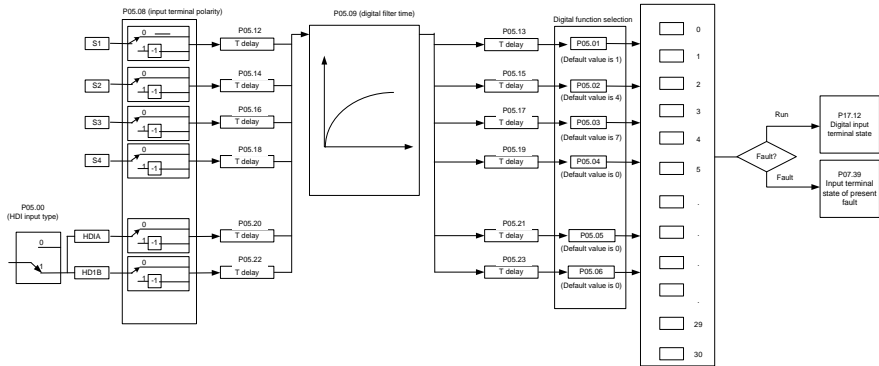 P05.08 (input terminal polarity)
P05.09 (digital filter time)
Digital function selection
S1
0
1
-1
P05.12
T delay
P05.13
T delay
P05.01
(Default value is 1)
S2
0
1
-1
P05.14
T delay
P05.15
T delay
P05.02
(Default value is 4)
S3
0
1
-1
P05.16
T delay
P05.17
T delay
P05.03
(Default value is 7)
S4
0
1
-1
P05.18
T delay
P05.19
T delay
P05.04
(Default value is 0)
P05.00
(HDI input type)
0
1
HDIA
0
1
-1
P05.20
T delay
P05.21
T delay
P05.05
(Default value is 0)
HD1B
0
1
-1
P05.22
T delay
P05.23
T delay
P05.06
(Default value is 0)
0
1
2
3
4
5
.
.
.
.
29
30
Fault?
Run
Fault
P17.12
Digital input
terminal state
P07.39
Input terminal
state of present
fault